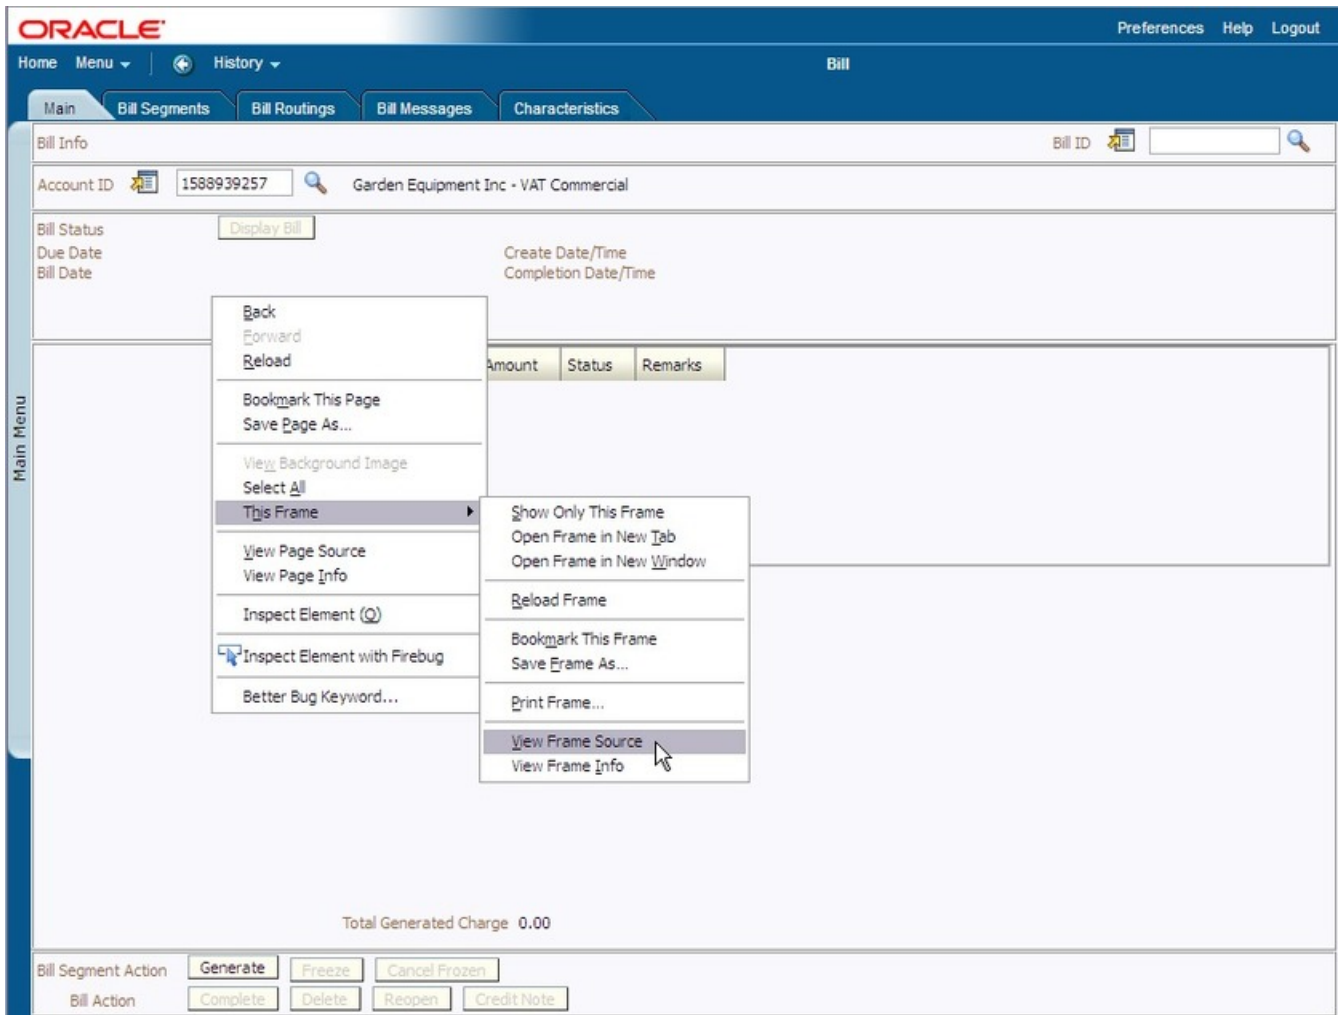 ORACLE
Preferences Help Logout
Home Menu History Bill
Main Bill Segments Bill Routings Bill Messages Characteristics
Bill Info Bill ID
Account ID 1588939257 Garden Equipment Inc - VAT Commercial
Bill Status Display Bill
Due Date Create Date/Time
Bill Date Completion Date/Time
Main Menu
Amount Status Remarks
Back
Forward
Reload
Bookmark This Page
Save Page As...
View Background Image
Select All
This Frame
View Page Source
View Page Info
Inspect Element (Q)
Inspect Element with Firebug
Better Bug Keyword...
Show Only This Frame
Open Frame in New Tab
Open Frame in New Window
Reload Frame
Bookmark This Frame
Save Frame As...
Print Frame...
View Frame Source
View Frame Info
Total Generated Charge 0.00
Bill Segment Action Generate Freeze Cancel Frozen
Bill Action Complete Delete Reopen Credit Note